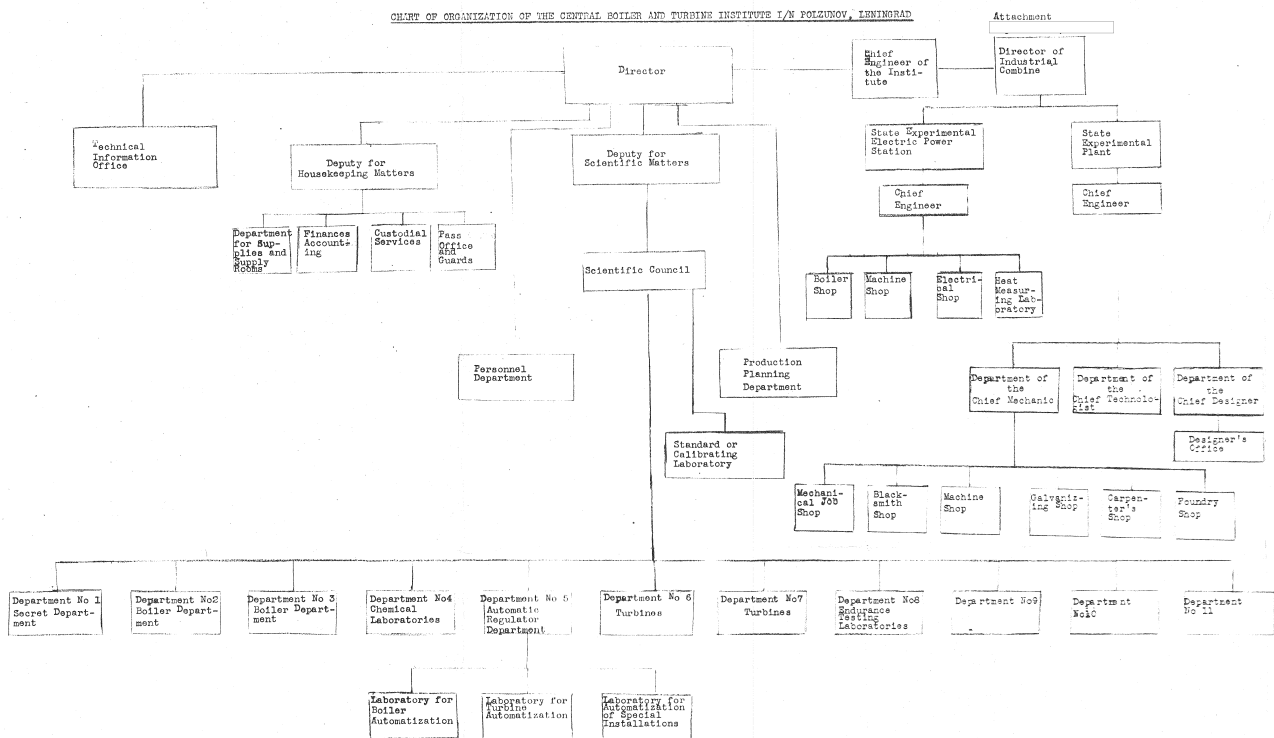 CHART OF ORGANIZATION OF THE CENTRAL BOILER AND TURBINE INSTITUTE I/N POLZUNOV, LENINGRAD
Attachment
Director
Chief
Engineer of
the Insti-
tute
Director of
Industrial
Combine
Technical
Information
Office
Deputy for
Housekeeping Matters
Deputy for
Scientific Matters
State Experimental
Electric Power
Station
State
Experimental
Plant
Chief
Engineer
Chief
Engineer
Department
for Sup-
plies and
Supply
Rooms
Finances
Account-
ing
Custodial
Services
Pass
Office
and
Guards
Scientific Council
Boiler
Shop
Machine
Shop
Electri-
cal
Shop
Heat
Measur-
ing Lab-
oratory
Personnel
Department
Production
Planning
Department
Department of
the
Chief Mechanic
Department of
the
Chief Technolo-
gist
Department of
the
Chief Designer
Standard or
Calibrating
Laboratory
Designer's
Office
Mechani-
cal Job
Shop
Black-
smith
Shop
Machine
Shop
Galvaniz-
ing Shop
Carpen-
ter's
Shop
Foundry
Shop
Department No 1
Secret Depart-
ment
Department No2
Boiler Depart-
ment
Department No 3
Boiler Depart-
ment
Department No4
Chemical
Laboratories
Department No 5
Automatic
Regulator
Department
Department No 6
Turbines
Department No7
Turbines
Department No8
Endurance
Testing
Laboratories
Department No9
Department
No10
Department
No 11
Laboratory for
Boiler
Automatization
Laboratory for
Turbine
Automatization
Laboratory for
Automatization
of Special
Installations